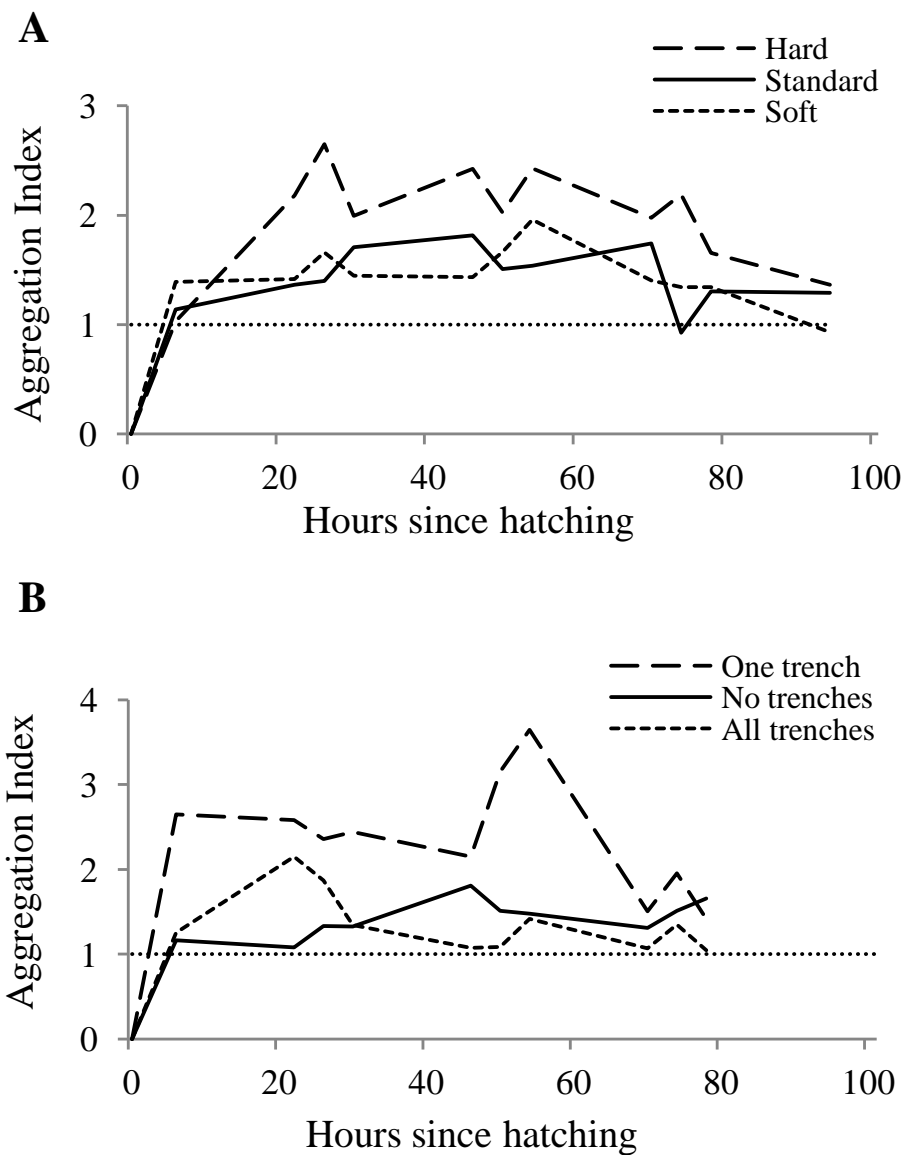 A
Hard
Standard
Soft
3
2
1
0
Aggregation Index
0 20 40 60 80 100
Hours since hatching
B
One trench
No trenches
All trenches
4
3
2
1
0
Aggregation Index
0 20 40 60 80 100
Hours since hatching